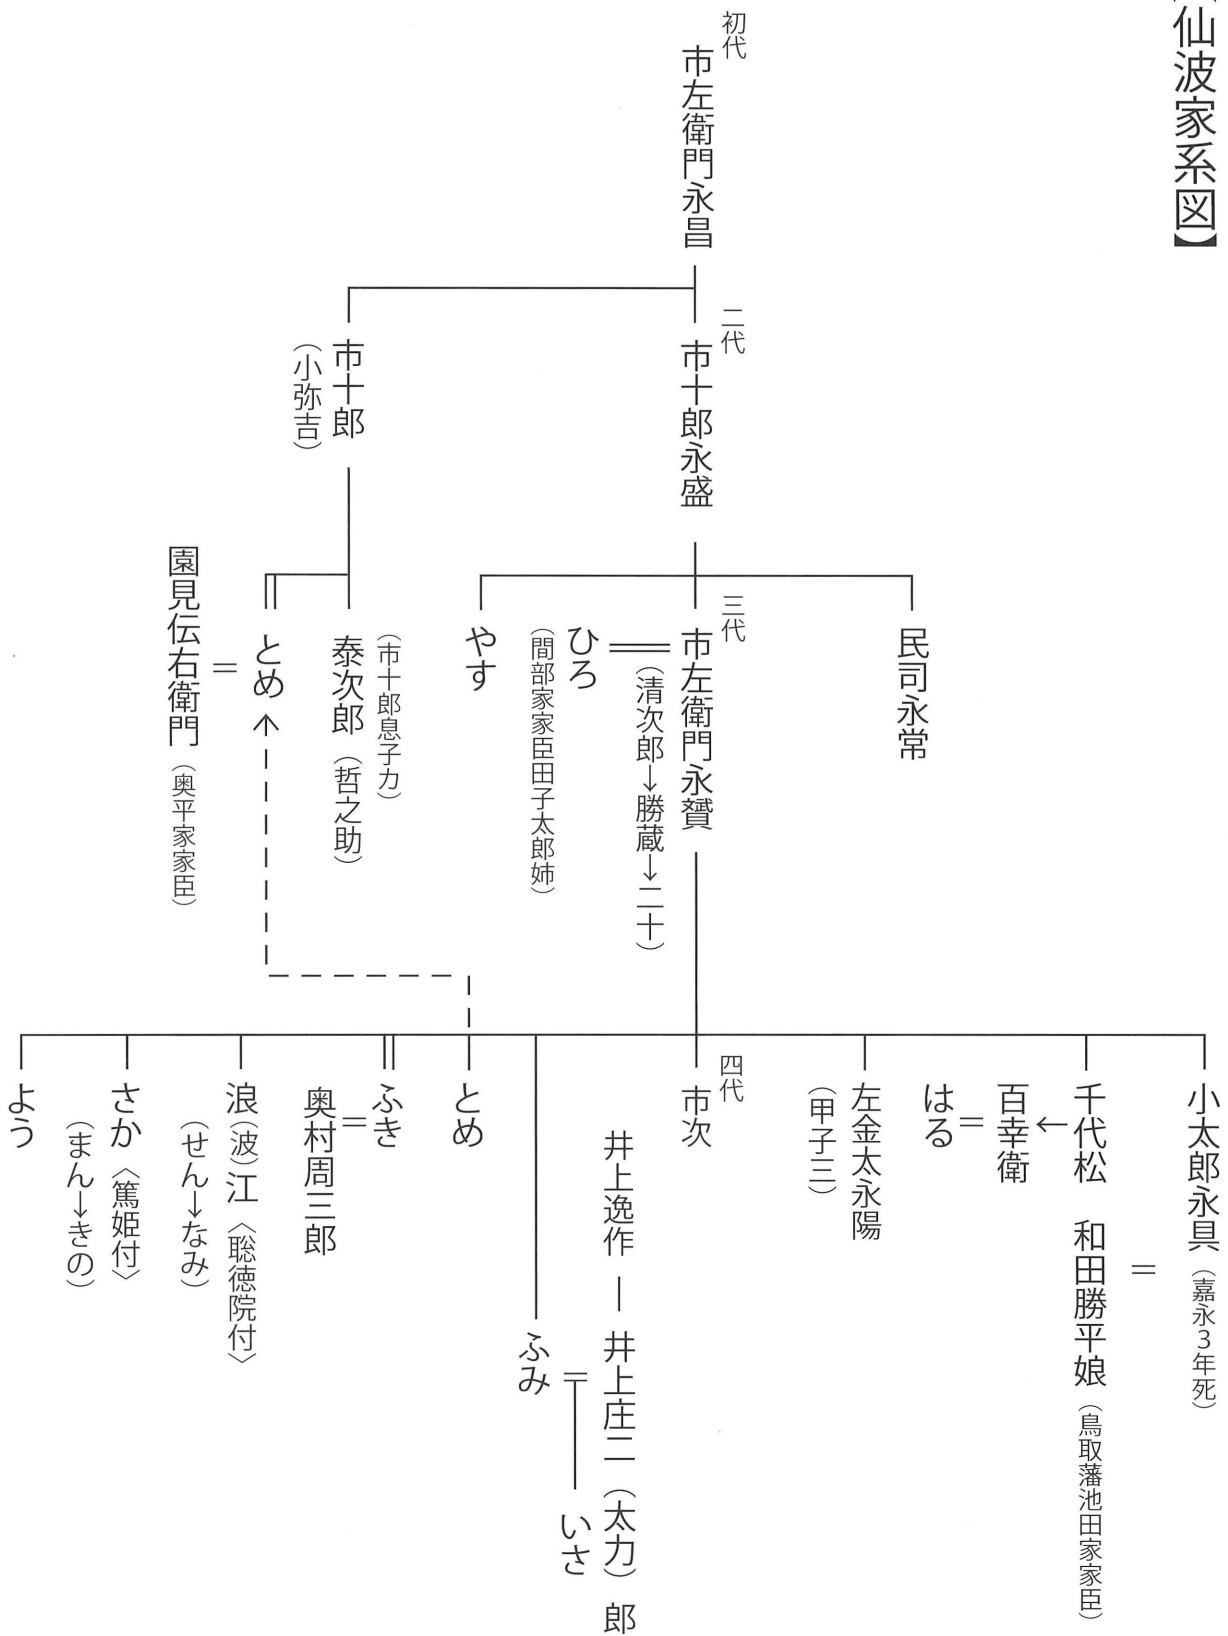 【仙波家系図】
初代
市左衛門永昌
二代
市十郎永盛
市十郎
（小弥吉）
民司永常
三代
市左衛門永贇
（清次郎→勝蔵→二十）
ひろ
（間部家家臣田子太郎姉）
やす
（市十郎息子カ）
泰次郎（哲之助）
とめ
＝
園見伝右衛門（奥平家家臣）
小太郎永具（嘉永3年死）
＝
千代松　和田勝平娘（鳥取藩池田家家臣）
←
百幸衛
＝
はる
左金太永陽
（甲子三）
四代
市次
井上逸作 ― 井上庄二（太カ）郎
＝
いさ
ふみ
とめ
ふき
＝
奥村周三郎
浪（波）江〈聡徳院付〉
（せん→なみ）
さか〈篤姫付〉
（まん→きの）
よう